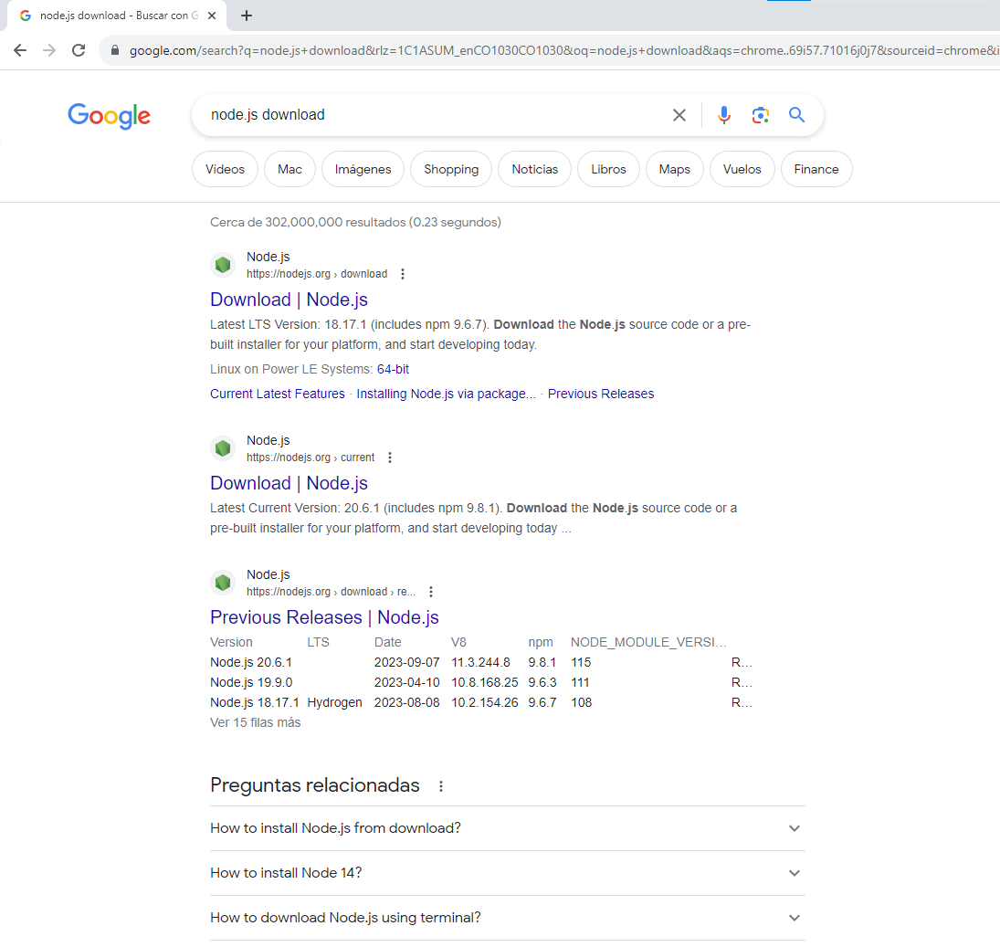 node.js download - Buscar con G
google.com/search?q=node.js+download&rlz=1C1ASUM_enCO1030CO1030&oq=node.js+download&aqs=chrome..69i57.71016j0j7&sourceid=chrome&i
Google
node.js download
Videos
Mac
Imágenes
Shopping
Noticias
Libros
Maps
Vuelos
Finance
Cerca de 302,000,000 resultados (0.23 segundos)
Node.js
https://nodejs.org › download
Download | Node.js
Latest LTS Version: 18.17.1 (includes npm 9.6.7). Download the Node.js source code or a pre-
built installer for your platform, and start developing today.
Linux on Power LE Systems: 64-bit
Current Latest Features · Installing Node.js via package... · Previous Releases
Node.js
https://nodejs.org › current
Download | Node.js
Latest Current Version: 20.6.1 (includes npm 9.8.1). Download the Node.js source code or a
pre-built installer for your platform, and start developing today ...
Node.js
https://nodejs.org › download › re...
Previous Releases | Node.js
Version LTS Date V8 npm NODE_MODULE_VERSI...
Node.js 20.6.1 2023-09-07 11.3.244.8 9.8.1 115 R...
Node.js 19.9.0 2023-04-10 10.8.168.25 9.6.3 111 R...
Node.js 18.17.1 Hydrogen 2023-08-08 10.2.154.26 9.6.7 108 R...
Ver 15 filas más
Preguntas relacionadas
How to install Node.js from download?
How to install Node 14?
How to download Node.js using terminal?